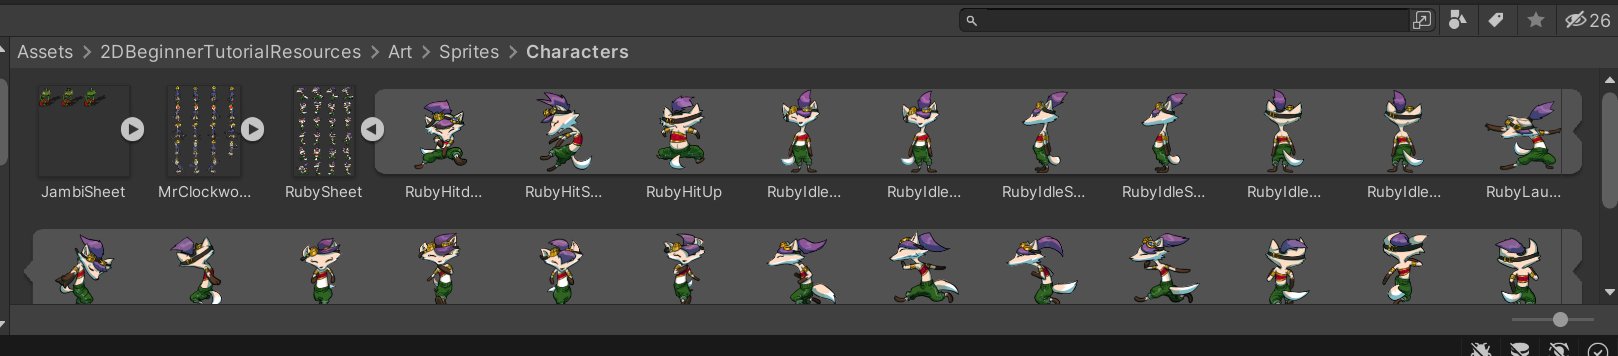 26
Assets > 2DBeginnerTutorialResources > Art > Sprites > Characters
JambiSheet MrClockwo... RubySheet RubyHitd... RubyHitS... RubyHitUp RubyIdle... RubyIdle... RubyIdleS... RubyIdleS... RubyIdle... RubyIdle... RubyLau...